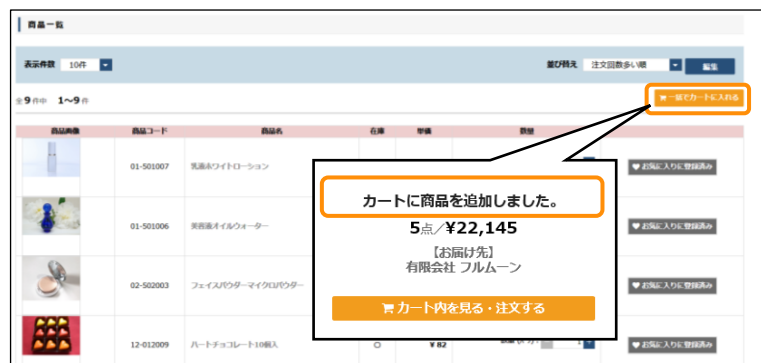 商品一覧
表示件数 10件 並び替え 注文回数多い順 編集
全9件中 1〜9件 一括でカートに入れる
商品画像 商品コード 商品名 在庫 単価 数量
01-501007 乳液ホワイトローション お気に入りに登録済み
カートに商品を追加しました。
5点／¥22,145
【お届け先】
有限会社 フルムーン
カート内を見る・注文する
01-501006 美容液オイルウォーター お気に入りに登録済み
02-502003 フェイスパウダーマイクロパウダー お気に入りに登録済み
12-012009 ハートチョコレート10個入 ○ ¥82 1 お気に入りに登録済み